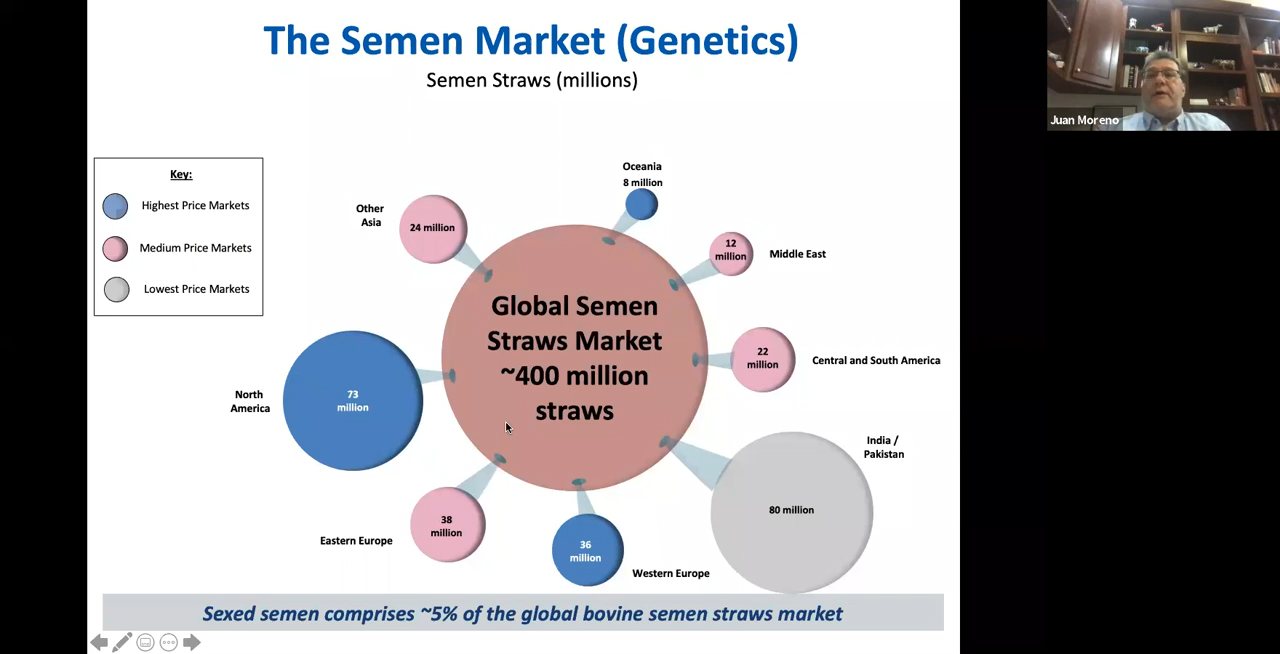 The Semen Market (Genetics)
Semen Straws (millions)
Juan Moreno
Key:
Highest Price Markets
Medium Price Markets
Lowest Price Markets
Oceania
8 million
Other
Asia
24 million
12
million
Middle East
Global Semen
Straws Market
~400 million
straws
22
million
Central and South America
North
America
73
million
India /
Pakistan
80 million
Eastern Europe
38
million
36
million
Western Europe
Sexed semen comprises ~5% of the global bovine semen straws market